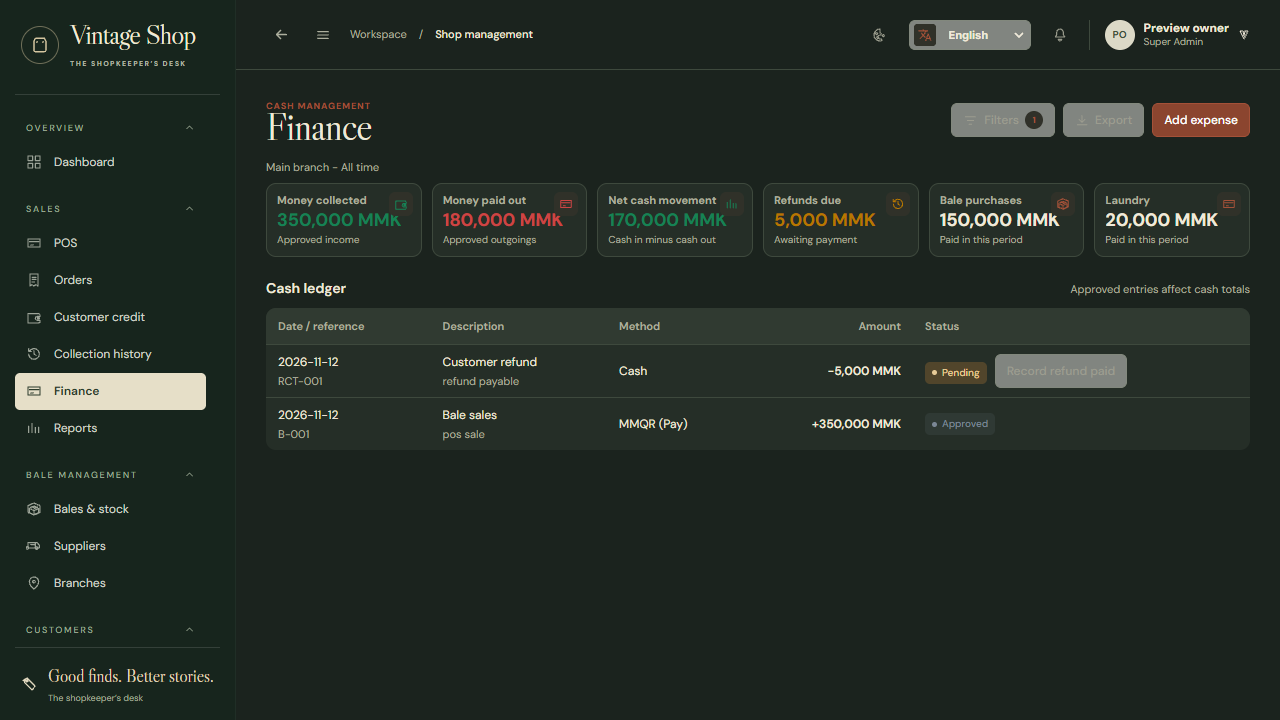 Vintage Shop
THE SHOPKEEPER'S DESK
OVERVIEW
Dashboard
SALES
POS
Orders
Customer credit
Collection history
Finance
Reports
BALE MANAGEMENT
Bales & stock
Suppliers
Branches
CUSTOMERS
Good finds. Better stories.
The shopkeeper's desk
Workspace / Shop management
English
PO
Preview owner
Super Admin
CASH MANAGEMENT
Finance
Filters 1
Export
Add expense
Main branch - All time
Money collected
350,000 MMK
Approved income
Money paid out
180,000 MMK
Approved outgoings
Net cash movement
170,000 MMK
Cash in minus cash out
Refunds due
5,000 MMK
Awaiting payment
Bale purchases
150,000 MMK
Paid in this period
Laundry
20,000 MMK
Paid in this period
Cash ledger
Approved entries affect cash totals
Date / reference Description Method Amount Status
2026-11-12 Customer refund Cash -5,000 MMK Pending Record refund paid
RCT-001 refund payable
2026-11-12 Bale sales MMQR (Pay) +350,000 MMK Approved
B-001 pos sale